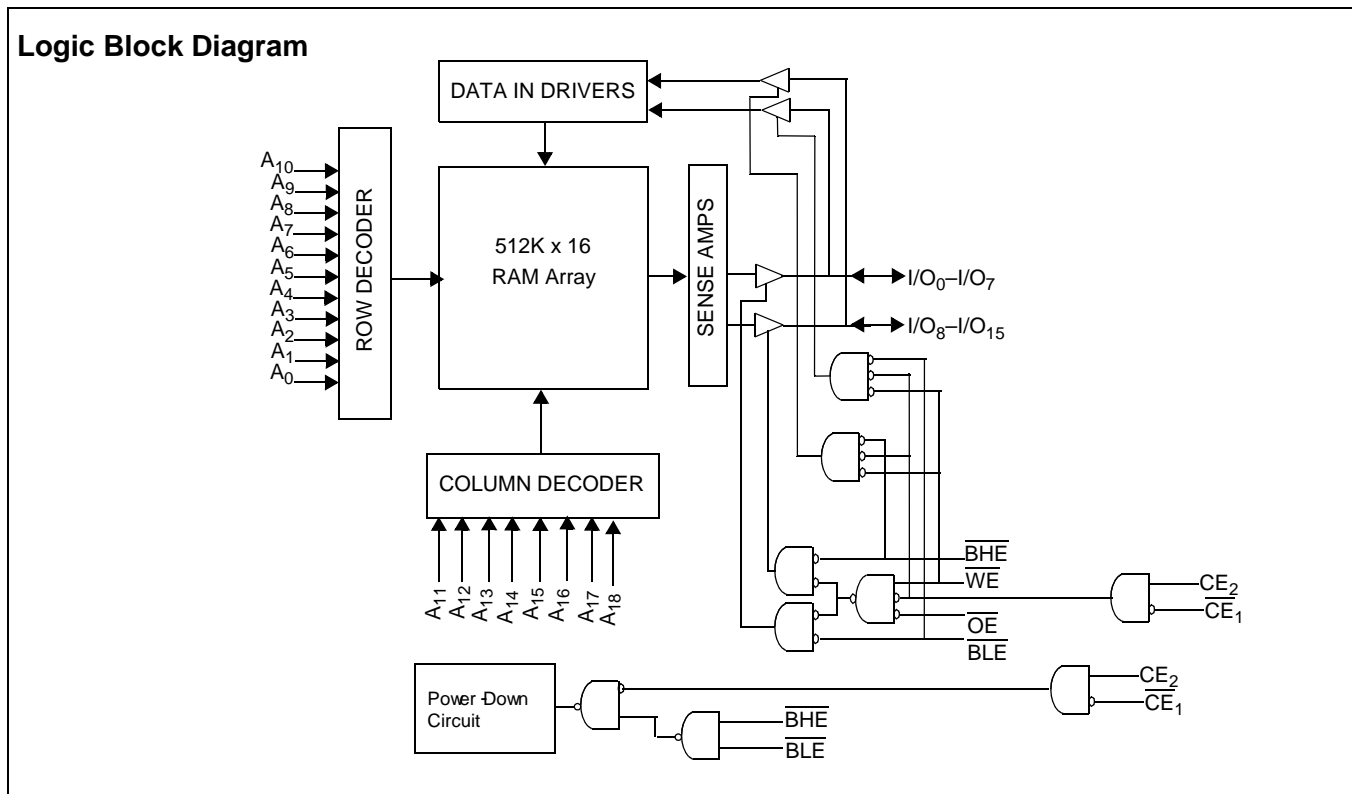 Logic Block Diagram
DATA IN DRIVERS
A10
A9
A8
A7
A6
A5
A4
A3
A2
A1
A0
ROW DECODER
512K x 16
RAM Array
SENSE AMPS
I/O0–I/O7
I/O8–I/O15
COLUMN DECODER
A11
A12
A13
A14
A15
A16
A17
A18
BHE
WE
OE
BLE
CE2
CE1
Power -Down
Circuit
BHE
BLE
CE2
CE1